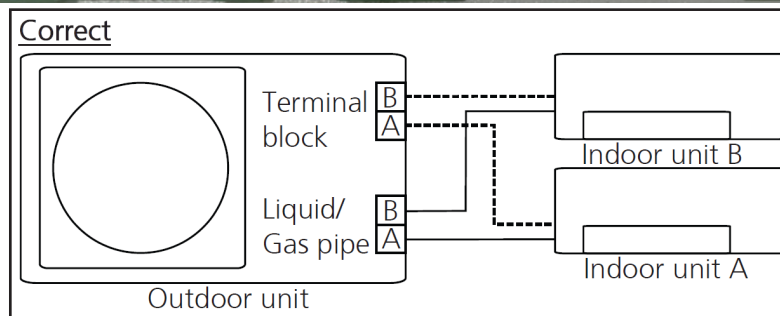 Correct
Terminal
block
B
A
Liquid/
Gas pipe
B
A
Outdoor unit
Indoor unit B
Indoor unit A